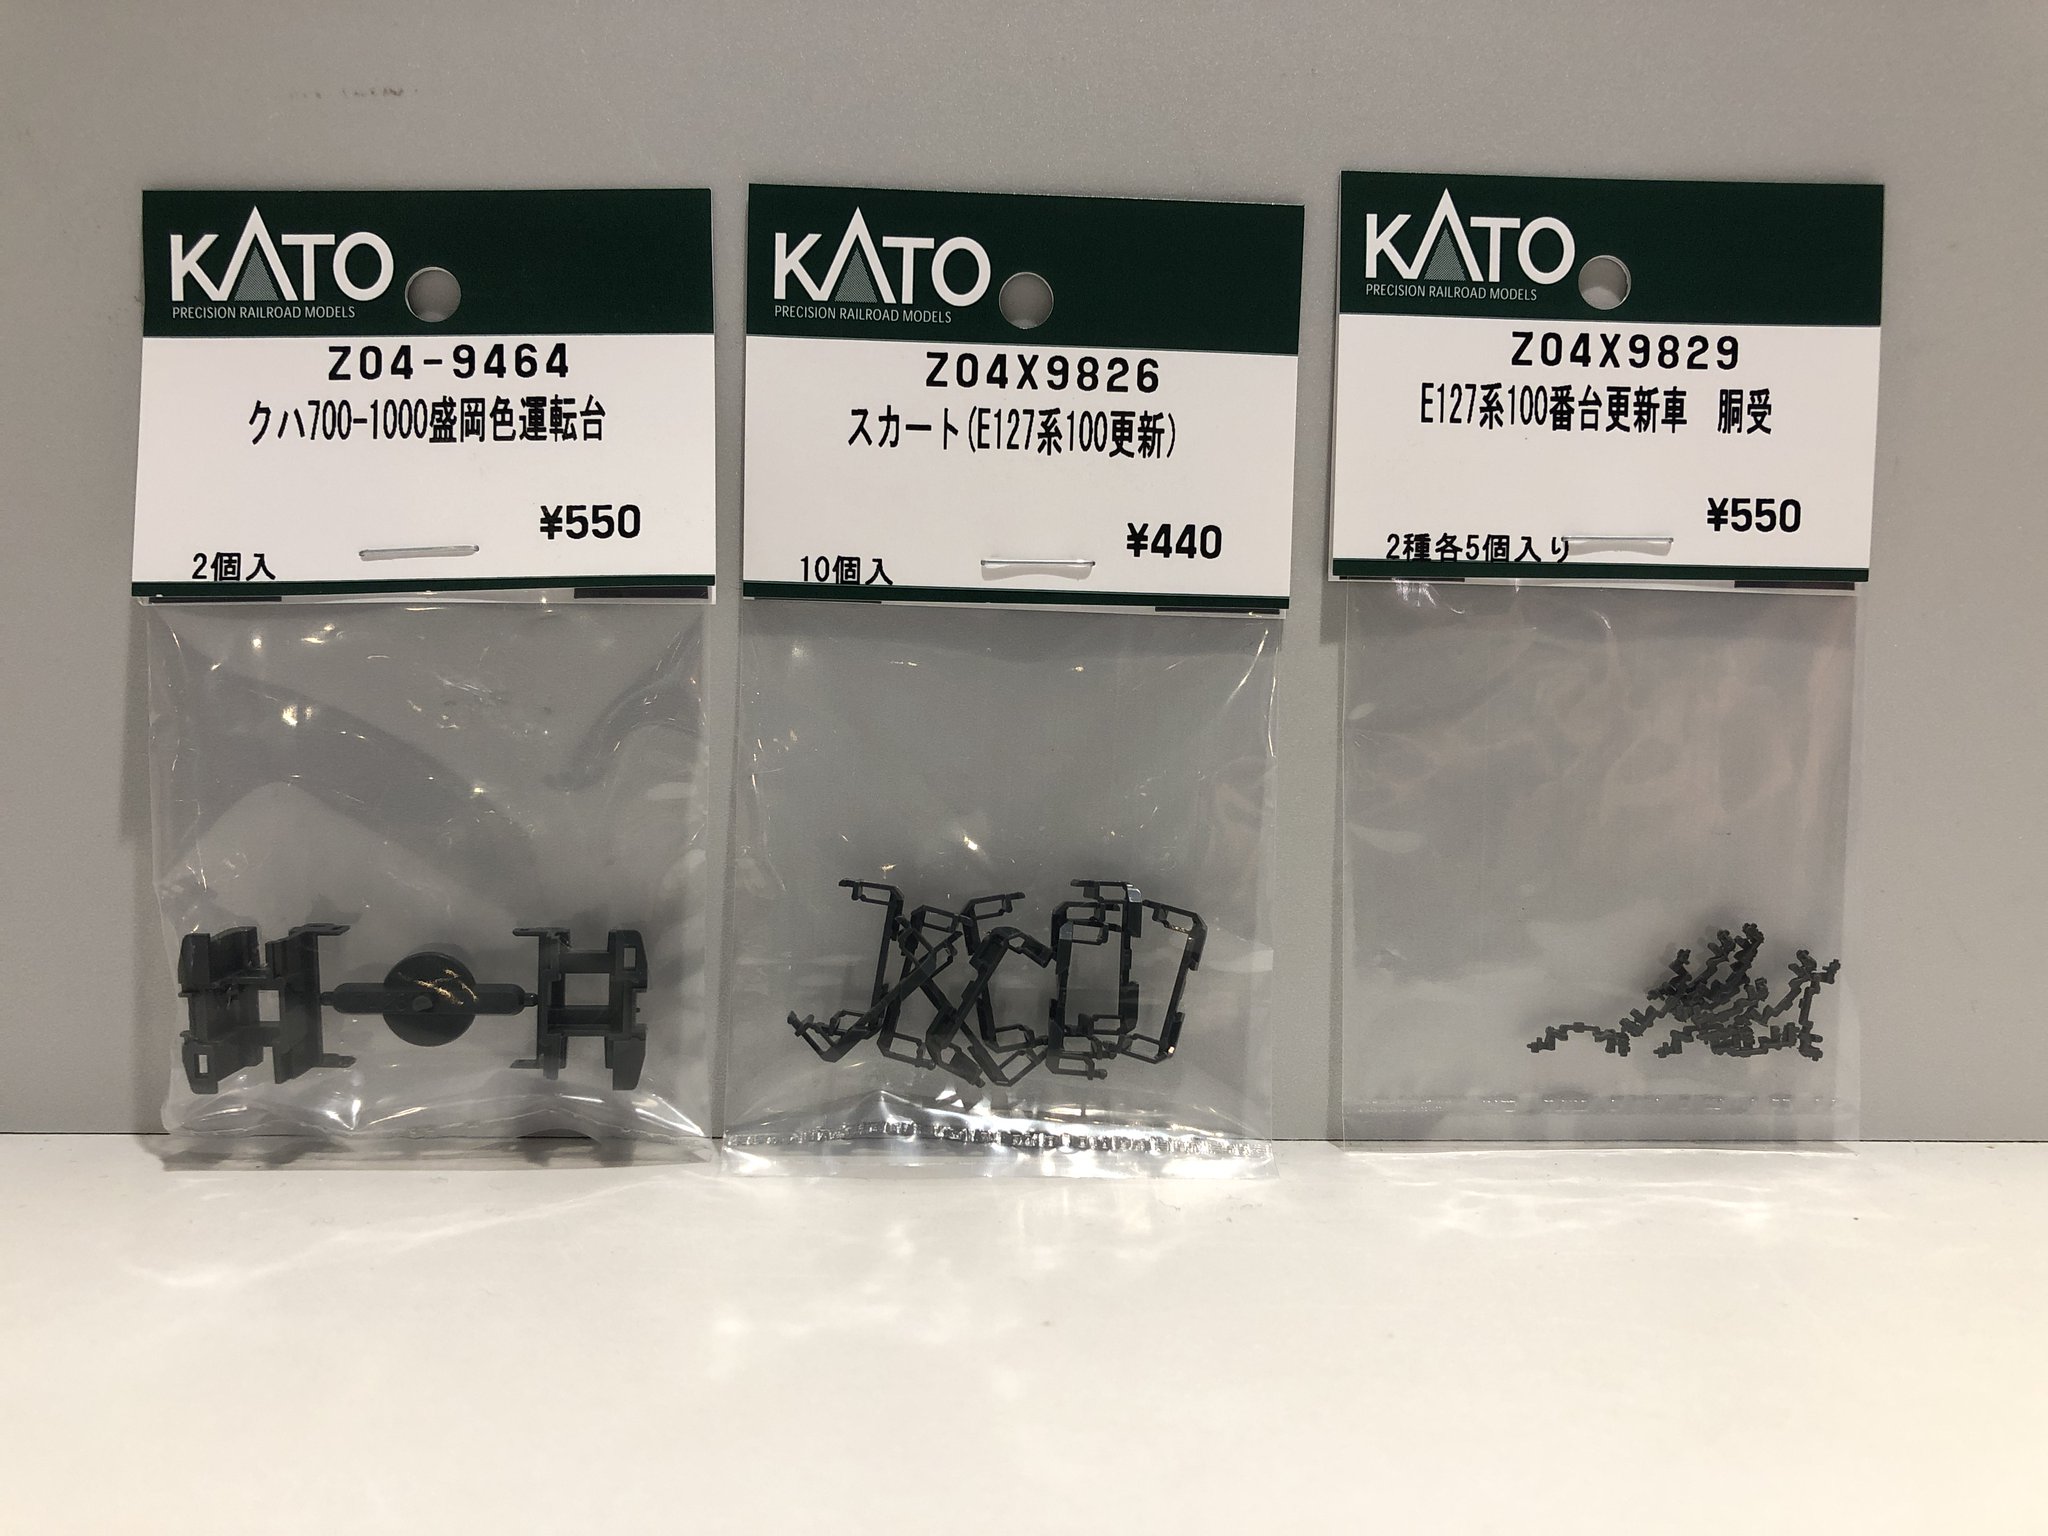 KATO
PRECISION RAILROAD MODELS
Z04-9464
クハ700-1000盛岡色運転台
¥550
2個入
KATO
PRECISION RAILROAD MODELS
Z04X9826
スカート(E127系100更新)
¥440
10個入
KATO
PRECISION RAILROAD MODELS
Z04X9829
E127系100番台更新車　胴受
¥550
2種各5個入り